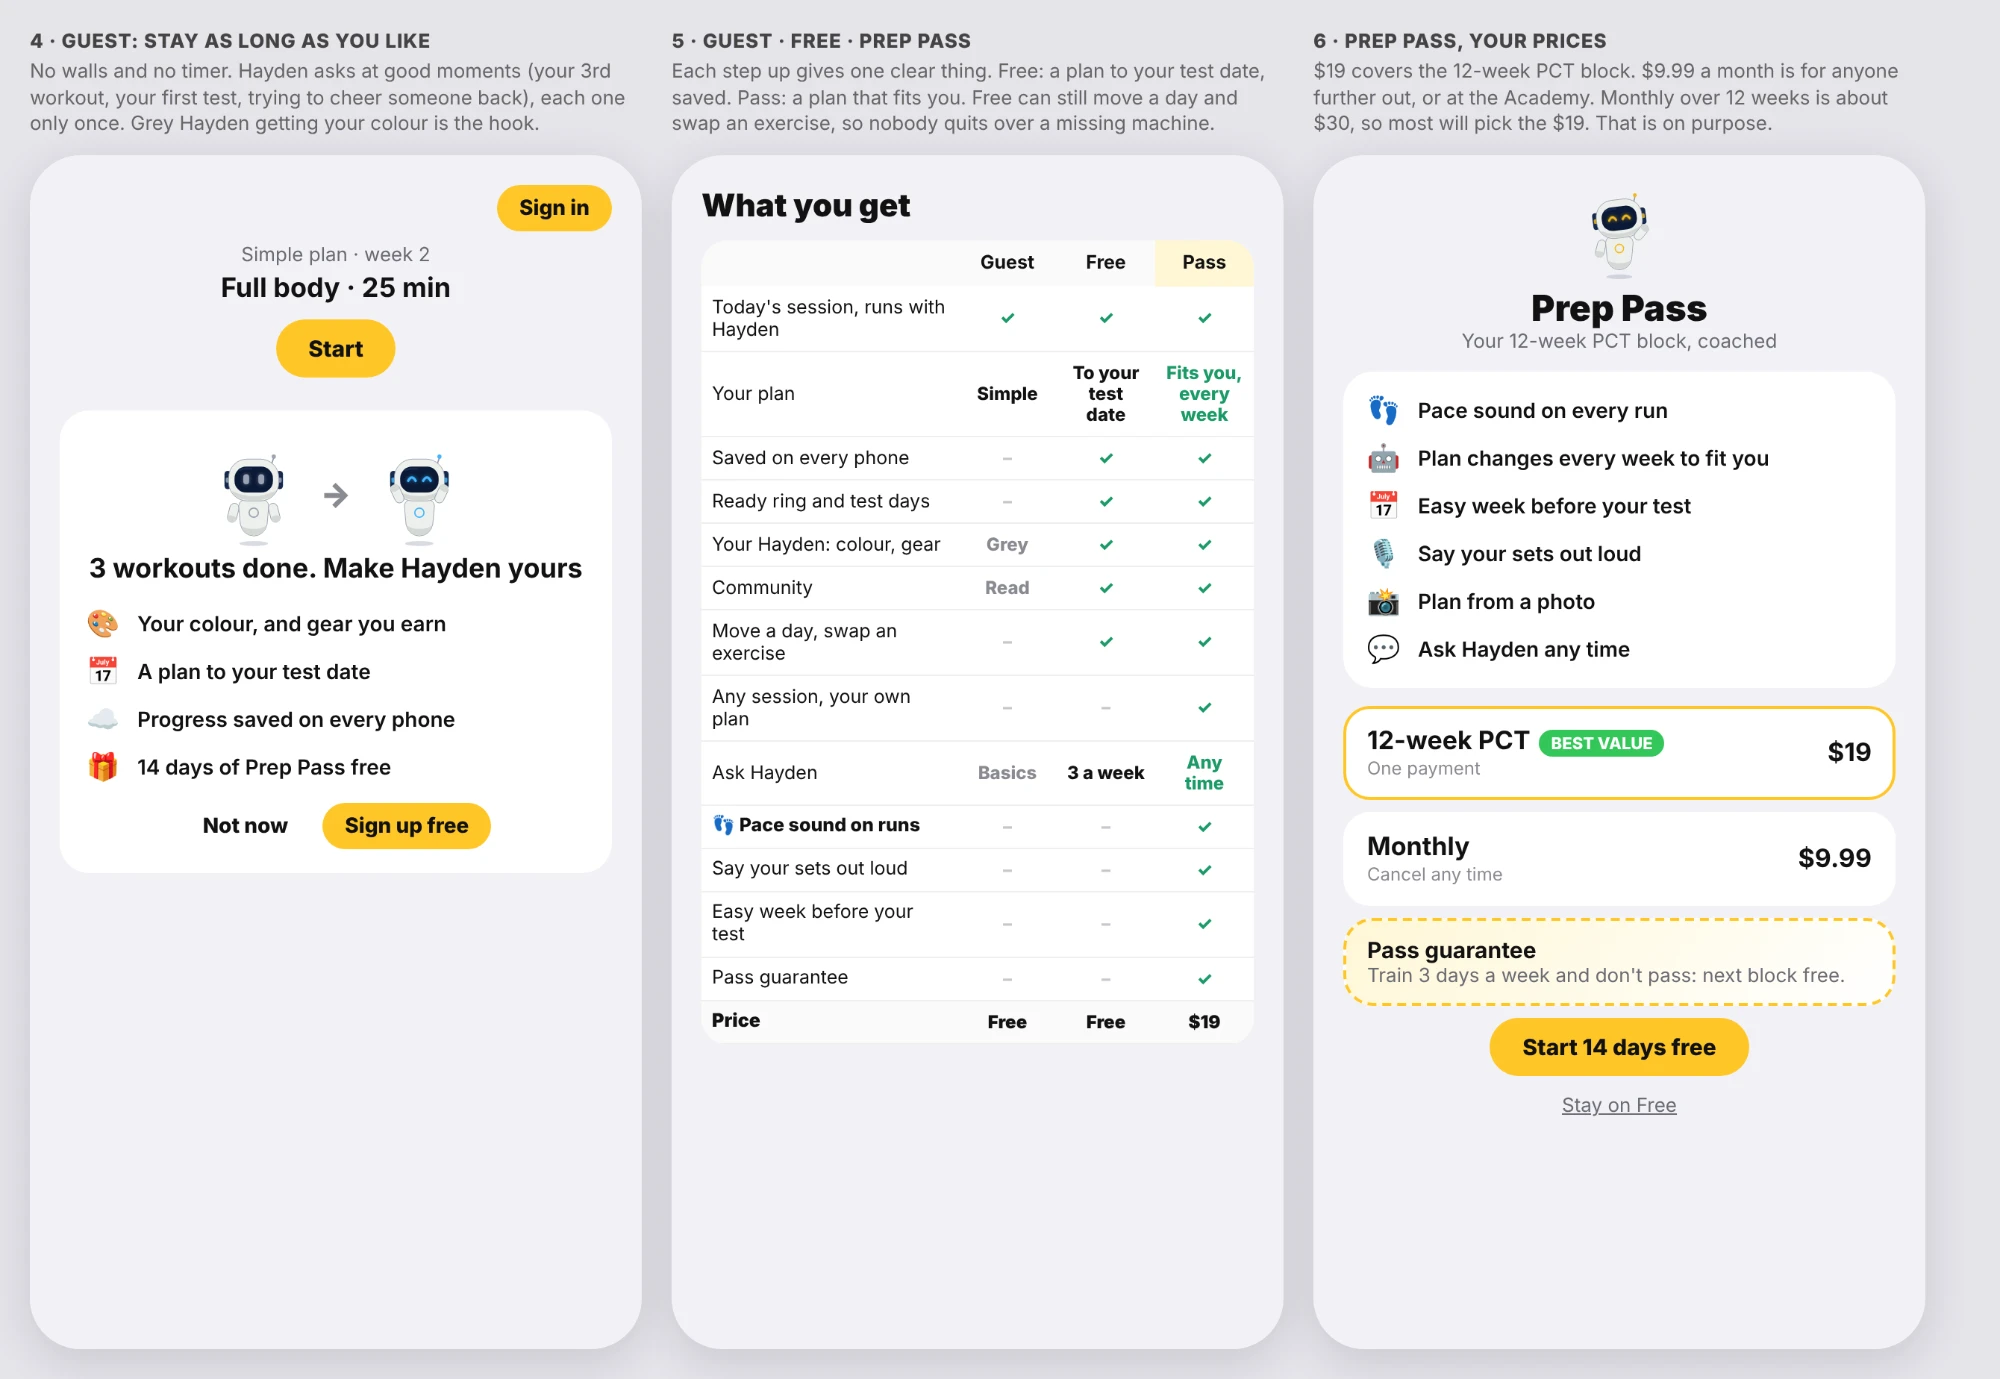 4 · GUEST: STAY AS LONG AS YOU LIKE
No walls and no timer. Hayden asks at good moments (your 3rd
workout, your first test, trying to cheer someone back), each one
only once. Grey Hayden getting your colour is the hook.
Sign in
Simple plan · week 2
Full body · 25 min
Start
3 workouts done. Make Hayden yours
Your colour, and gear you earn
A plan to your test date
Progress saved on every phone
14 days of Prep Pass free
Not now Sign up free
5 · GUEST · FREE · PREP PASS
Each step up gives one clear thing. Free: a plan to your test date,
saved. Pass: a plan that fits you. Free can still move a day and
swap an exercise, so nobody quits over a missing machine.
What you get
Guest Free Pass
Today's session, runs with
Hayden ✓ ✓ ✓
Your plan Simple To your test date Fits you, every week
Saved on every phone – ✓ ✓
Ready ring and test days – ✓ ✓
Your Hayden: colour, gear Grey ✓ ✓
Community Read ✓ ✓
Move a day, swap an
exercise – ✓ ✓
Any session, your own
plan – – ✓
Ask Hayden Basics 3 a week Any time
Pace sound on runs – – ✓
Say your sets out loud – – ✓
Easy week before your
test – – ✓
Pass guarantee – – ✓
Price Free Free $19
6 · PREP PASS, YOUR PRICES
$19 covers the 12-week PCT block. $9.99 a month is for anyone
further out, or at the Academy. Monthly over 12 weeks is about
$30, so most will pick the $19. That is on purpose.
Prep Pass
Your 12-week PCT block, coached
Pace sound on every run
Plan changes every week to fit you
Easy week before your test
Say your sets out loud
Plan from a photo
Ask Hayden any time
12-week PCT BEST VALUE $19
One payment
Monthly $9.99
Cancel any time
Pass guarantee
Train 3 days a week and don't pass: next block free.
Start 14 days free
Stay on Free